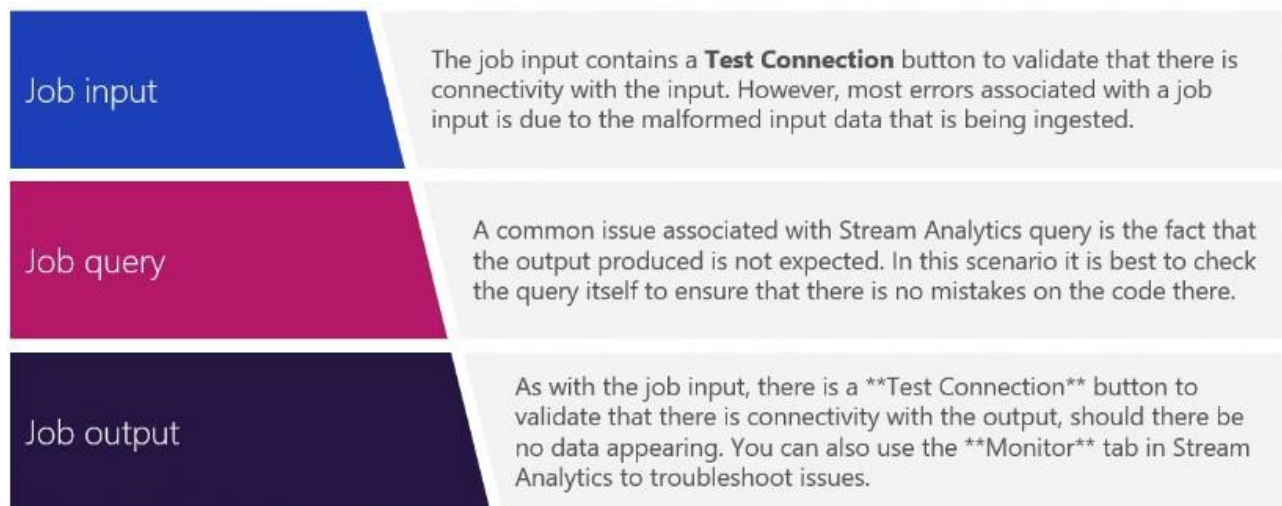 Job input
The job input contains a Test Connection button to validate that there is
connectivity with the input. However, most errors associated with a job
input is due to the malformed input data that is being ingested.
Job query
A common issue associated with Stream Analytics query is the fact that
the output produced is not expected. In this scenario it is best to check
the query itself to ensure that there is no mistakes on the code there.
Job output
As with the job input, there is a **Test Connection** button to
validate that there is connectivity with the output, should there be
no data appearing. You can also use the **Monitor** tab in Stream
Analytics to troubleshoot issues.